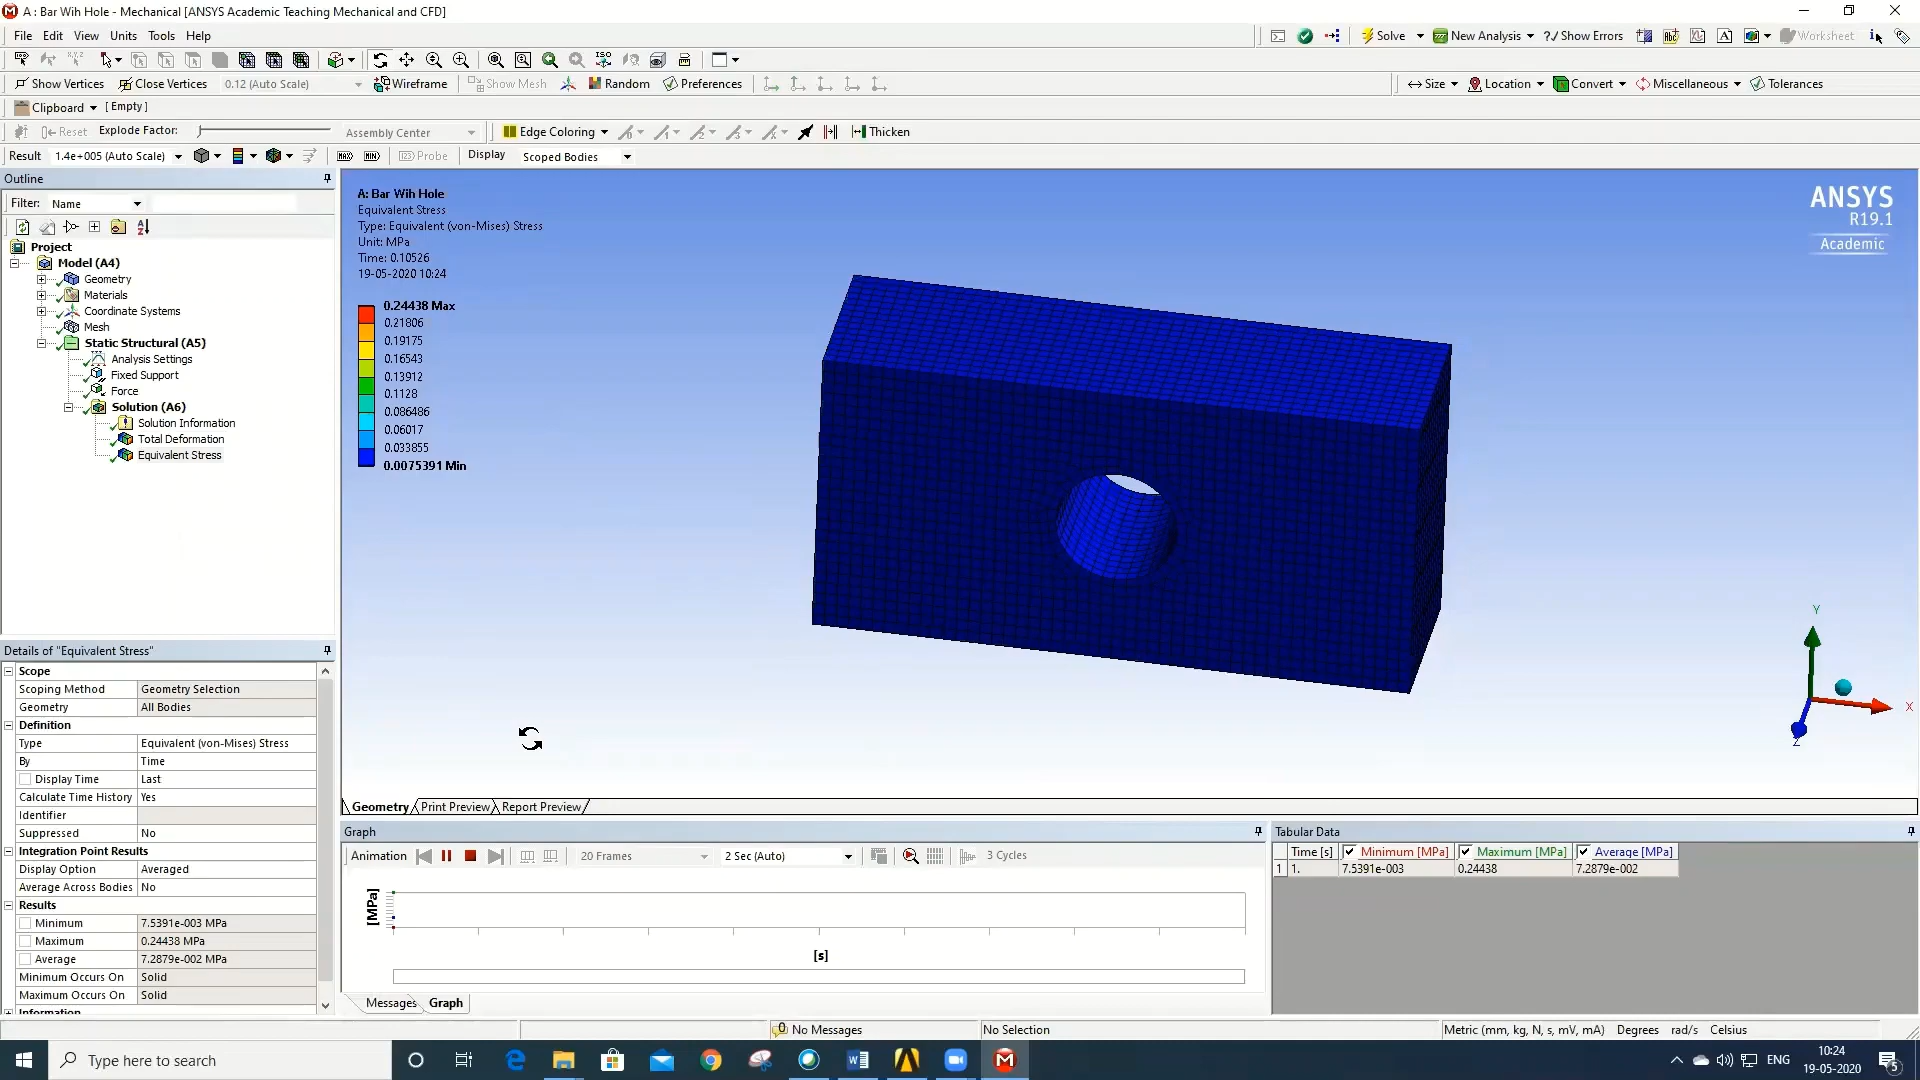 A : Bar Wih Hole - Mechanical [ANSYS Academic Teaching Mechanical and CFD]
File Edit View Units Tools Help
Solve New Analysis ?/ Show Errors Worksheet
Show Vertices Close Vertices 0.12 (Auto Scale) Wireframe Show Mesh Random Preferences Size Location Convert Miscellaneous Tolerances
Clipboard [ Empty ]
Reset Explode Factor: Assembly Center Edge Coloring Thicken
Result 1.4e+005 (Auto Scale) MAX MIN Probe Display Scoped Bodies
Outline
Filter: Name
Project
Model (A4)
Geometry
Materials
Coordinate Systems
Mesh
Static Structural (A5)
Analysis Settings
Fixed Support
Force
Solution (A6)
Solution Information
Total Deformation
Equivalent Stress
A: Bar Wih Hole
Equivalent Stress
Type: Equivalent (von-Mises) Stress
Unit: MPa
Time: 0.10526
19-05-2020 10:24
0.24438 Max
0.21806
0.19175
0.16543
0.13912
0.1128
0.086486
0.06017
0.033855
0.0075391 Min
ANSYS
R19.1
Academic
Y
X
Z
Details of "Equivalent Stress"
Scope
Scoping Method Geometry Selection
Geometry All Bodies
Definition
Type Equivalent (von-Mises) Stress
By Time
Display Time Last
Calculate Time History Yes
Identifier
Suppressed No
Integration Point Results
Display Option Averaged
Average Across Bodies No
Results
Minimum 7.5391e-003 MPa
Maximum 0.24438 MPa
Average 7.2879e-002 MPa
Minimum Occurs On Solid
Maximum Occurs On Solid
Information
Geometry Print Preview Report Preview
Graph
Animation 20 Frames 2 Sec (Auto) 3 Cycles
[MPa]
[s]
Messages Graph
Tabular Data
Time [s] Minimum [MPa] Maximum [MPa] Average [MPa]
1 1. 7.5391e-003 0.24438 7.2879e-002
0 No Messages No Selection Metric (mm, kg, N, s, mV, mA) Degrees rad/s Celsius
Type here to search
ENG
10:24
19-05-2020
5